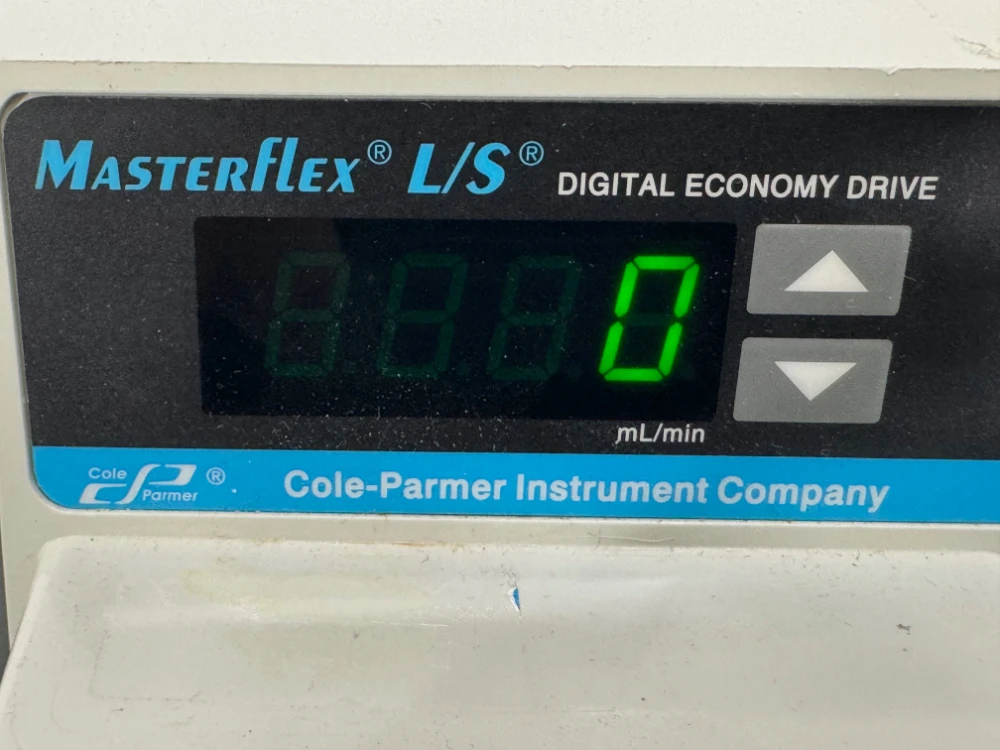 MASTERFLEX® L/S® DIGITAL ECONOMY DRIVE
0
mL/min
Cole Parmer ® Cole-Parmer Instrument Company